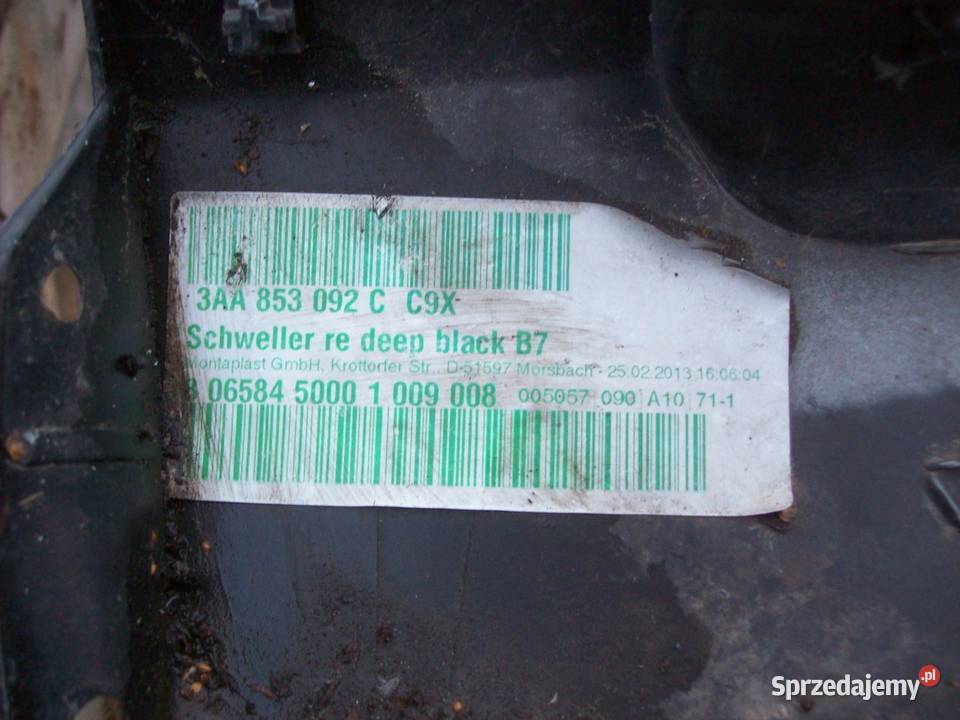 3AA 853 092 C C9X
Schweller re deep black B7
Montaplast GmbH, Krottorfer Str. D-51597 Morsbach - 25.02.2013 16:06:04
06584 5000 1 009 008 005057 090 A10 71-1
Sprzedajemy.pl